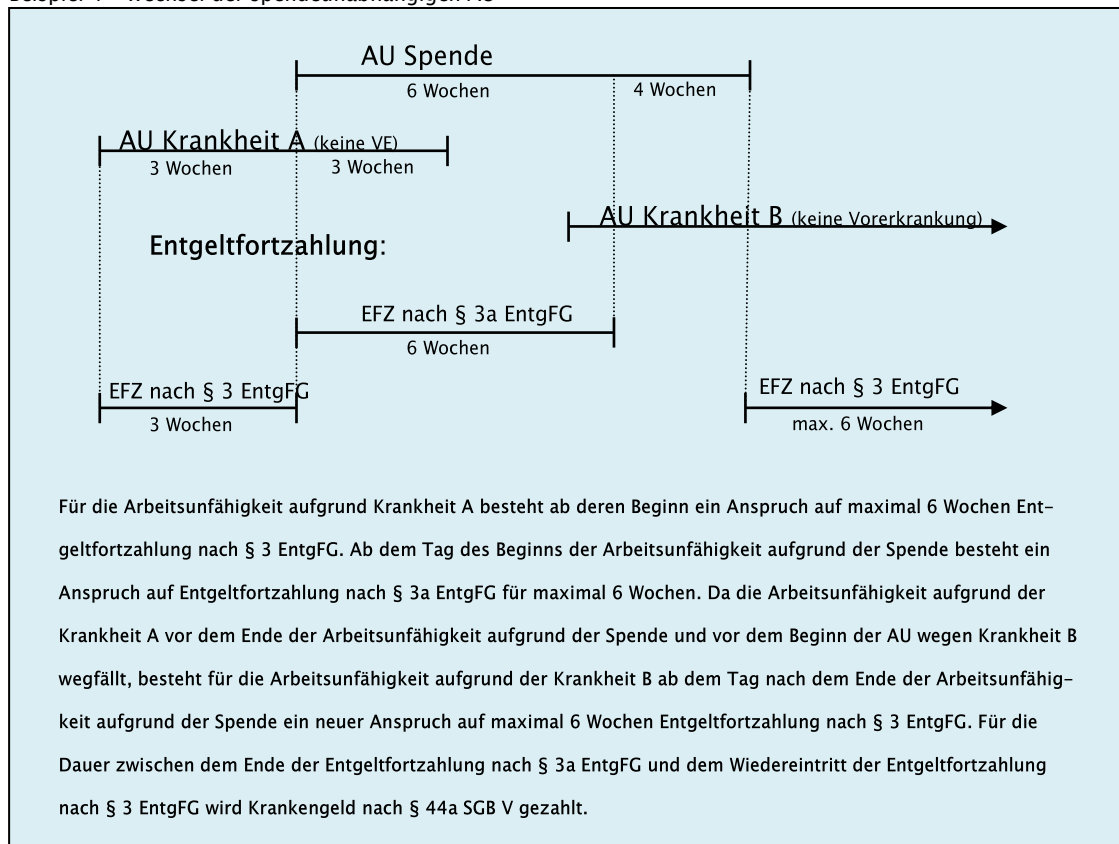 AU Spende
6 Wochen 4 Wochen
AU Krankheit A (keine VE)
3 Wochen 3 Wochen
AU Krankheit B (keine Vorerkrankung)
Entgeltfortzahlung:
EFZ nach § 3a EntgFG
6 Wochen
EFZ nach § 3 EntgFG EFZ nach § 3 EntgFG
3 Wochen max. 6 Wochen
Für die Arbeitsunfähigkeit aufgrund Krankheit A besteht ab deren Beginn ein Anspruch auf maximal 6 Wochen Ent-
geltfortzahlung nach § 3 EntgFG. Ab dem Tag des Beginns der Arbeitsunfähigkeit aufgrund der Spende besteht ein
Anspruch auf Entgeltfortzahlung nach § 3a EntgFG für maximal 6 Wochen. Da die Arbeitsunfähigkeit aufgrund der
Krankheit A vor dem Ende der Arbeitsunfähigkeit aufgrund der Spende und vor dem Beginn der AU wegen Krankheit B
wegfällt, besteht für die Arbeitsunfähigkeit aufgrund der Krankheit B ab dem Tag nach dem Ende der Arbeitsunfähig-
keit aufgrund der Spende ein neuer Anspruch auf maximal 6 Wochen Entgeltfortzahlung nach § 3 EntgFG. Für die
Dauer zwischen dem Ende der Entgeltfortzahlung nach § 3a EntgFG und dem Wiedereintritt der Entgeltfortzahlung
nach § 3 EntgFG wird Krankengeld nach § 44a SGB V gezahlt.